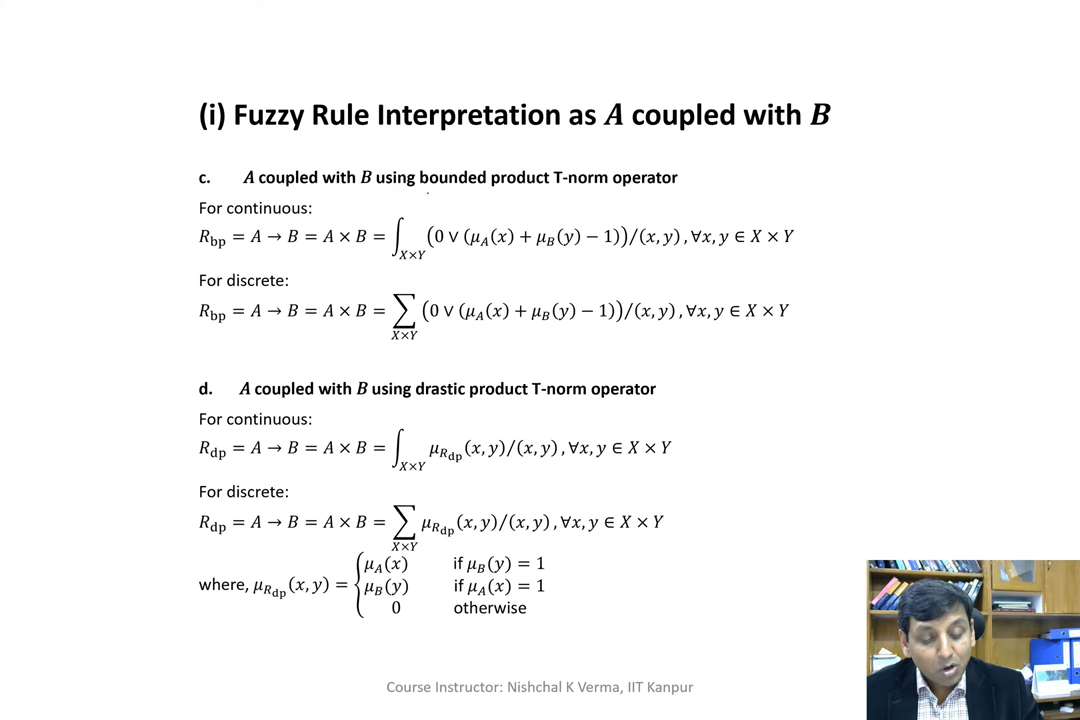 (i) Fuzzy Rule Interpretation as A coupled with B
c. A coupled with B using bounded product T-norm operator
For continuous:
R_bp = A → B = A × B = ∫_{X×Y} (0 ∨ (μ_A(x) + μ_B(y) − 1))/(x, y), ∀x, y ∈ X × Y
For discrete:
R_bp = A → B = A × B = ∑_{X×Y} (0 ∨ (μ_A(x) + μ_B(y) − 1))/(x, y), ∀x, y ∈ X × Y
d. A coupled with B using drastic product T-norm operator
For continuous:
R_dp = A → B = A × B = ∫_{X×Y} μ_{R_dp}(x, y)/(x, y), ∀x, y ∈ X × Y
For discrete:
R_dp = A → B = A × B = ∑_{X×Y} μ_{R_dp}(x, y)/(x, y), ∀x, y ∈ X × Y
μ_A(x) if μ_B(y) = 1
where, μ_{R_dp}(x, y) = { μ_B(y) if μ_A(x) = 1
0 otherwise
Course Instructor: Nishchal K Verma, IIT Kanpur